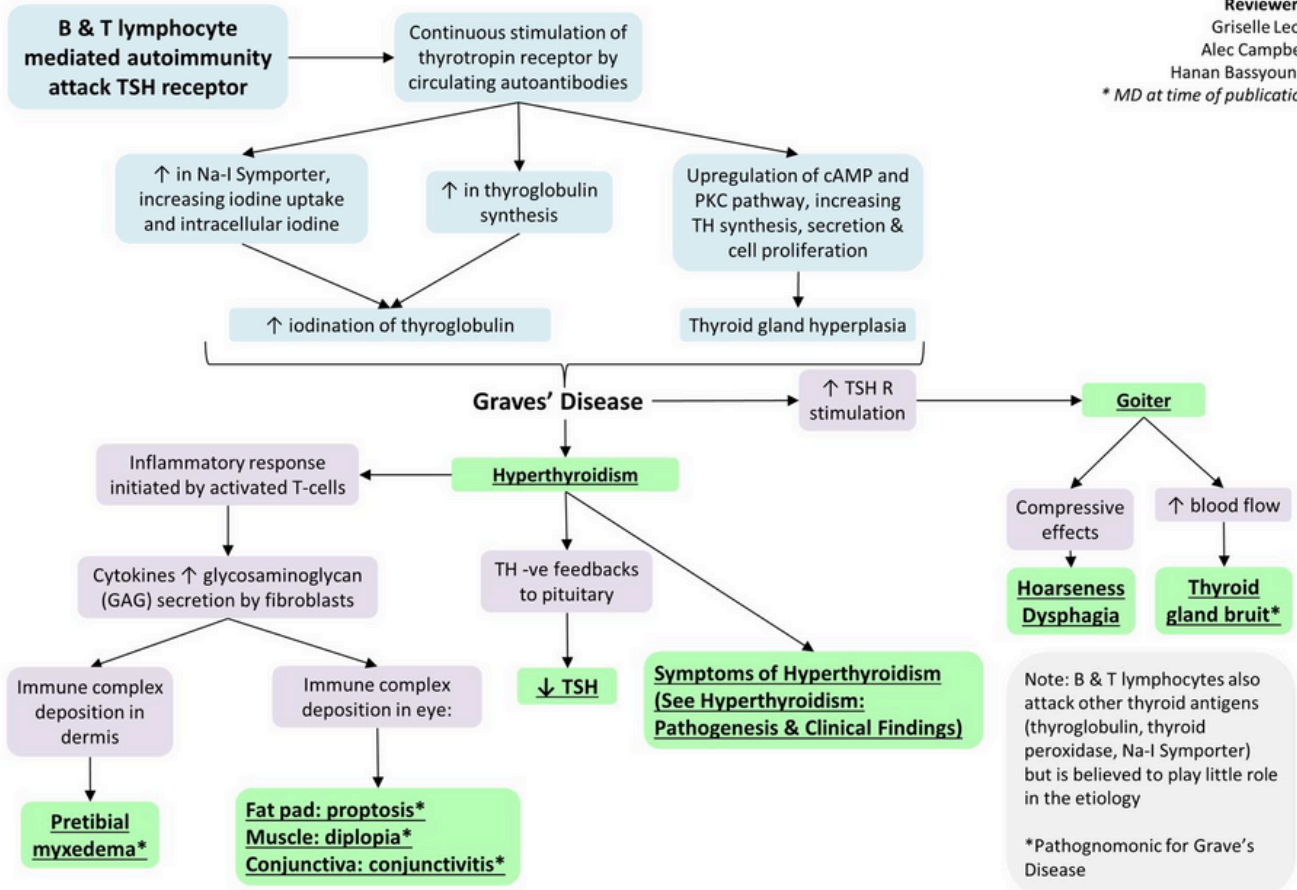 Reviewer
Griselle Leo
Alec Campbe
Hanan Bassyoun
* MD at time of publicatio
B & T lymphocyte
mediated autoimmunity
attack TSH receptor
Continuous stimulation of
thyrotropin receptor by
circulating autoantibodies
↑ in Na-I Symporter,
increasing iodine uptake
and intracellular iodine
↑ in thyroglobulin
synthesis
Upregulation of cAMP and
PKC pathway, increasing
TH synthesis, secretion &
cell proliferation
↑ iodination of thyroglobulin
Thyroid gland hyperplasia
Graves’ Disease
↑ TSH R
stimulation
Goiter
Inflammatory response
initiated by activated T-cells
Hyperthyroidism
Compressive
effects
↑ blood flow
Cytokines ↑ glycosaminoglycan
(GAG) secretion by fibroblasts
TH -ve feedbacks
to pituitary
Hoarseness
Dysphagia
Thyroid
gland bruit*
Immune complex
deposition in
dermis
Immune complex
deposition in eye:
↓ TSH
Symptoms of Hyperthyroidism
(See Hyperthyroidism:
Pathogenesis & Clinical Findings)
Pretibial
myxedema*
Fat pad: proptosis*
Muscle: diplopia*
Conjunctiva: conjunctivitis*
Note: B & T lymphocytes also
attack other thyroid antigens
(thyroglobulin, thyroid
peroxidase, Na-I Symporter)
but is believed to play little role
in the etiology
*Pathognomonic for Grave’s
Disease